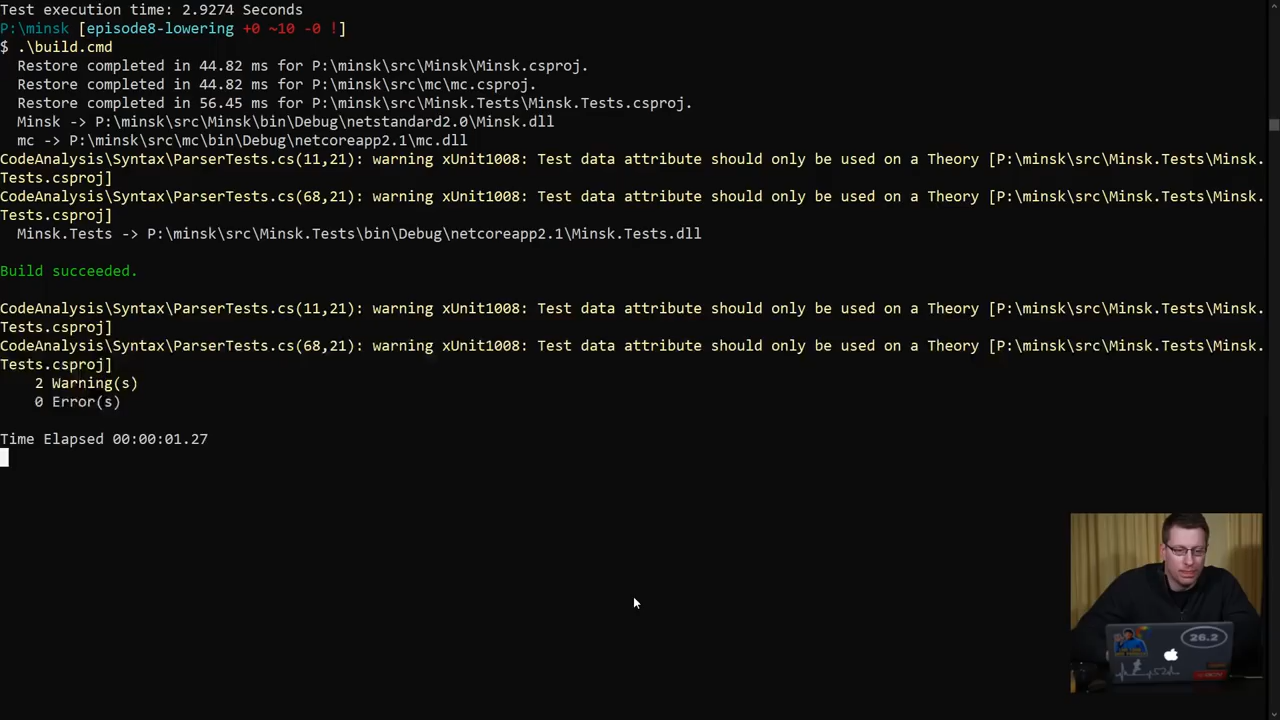 Test execution time: 2.9274 Seconds
P:\minsk [episode8-lowering +0 ~10 -0 !]
$ .\build.cmd
  Restore completed in 44.82 ms for P:\minsk\src\Minsk\Minsk.csproj.
  Restore completed in 44.82 ms for P:\minsk\src\mc\mc.csproj.
  Restore completed in 56.45 ms for P:\minsk\src\Minsk.Tests\Minsk.Tests.csproj.
  Minsk -> P:\minsk\src\Minsk\bin\Debug\netstandard2.0\Minsk.dll
  mc -> P:\minsk\src\mc\bin\Debug\netcoreapp2.1\mc.dll
CodeAnalysis\Syntax\ParserTests.cs(11,21): warning xUnit1008: Test data attribute should only be used on a Theory [P:\minsk\src\Minsk.Tests\Minsk.
Tests.csproj]
CodeAnalysis\Syntax\ParserTests.cs(68,21): warning xUnit1008: Test data attribute should only be used on a Theory [P:\minsk\src\Minsk.Tests\Minsk.
Tests.csproj]
  Minsk.Tests -> P:\minsk\src\Minsk.Tests\bin\Debug\netcoreapp2.1\Minsk.Tests.dll
Build succeeded.
CodeAnalysis\Syntax\ParserTests.cs(11,21): warning xUnit1008: Test data attribute should only be used on a Theory [P:\minsk\src\Minsk.Tests\Minsk.
Tests.csproj]
CodeAnalysis\Syntax\ParserTests.cs(68,21): warning xUnit1008: Test data attribute should only be used on a Theory [P:\minsk\src\Minsk.Tests\Minsk.
Tests.csproj]
    2 Warning(s)
    0 Error(s)
Time Elapsed 00:00:01.27
26.2